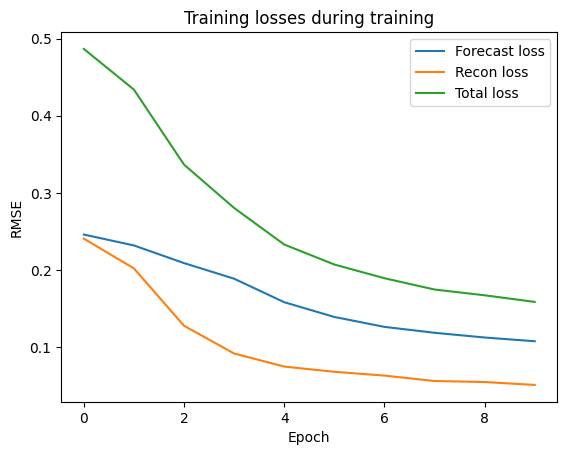 Training losses during training
0.5
0.4
0.3
0.2
0.1
RMSE
Forecast loss
Recon loss
Total loss
0
2
4
6
8
Epoch